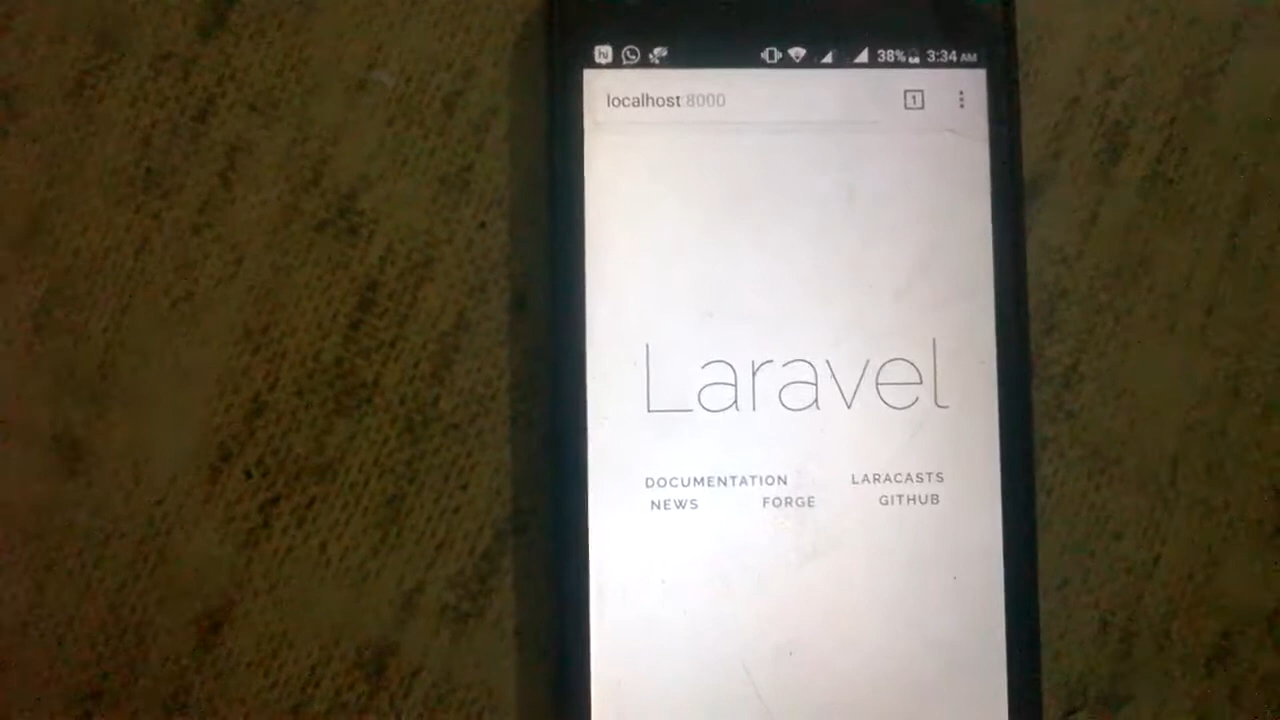 38% 3:34 AM
localhost:8000
1
Laravel
DOCUMENTATION LARACASTS
NEWS FORGE GITHUB